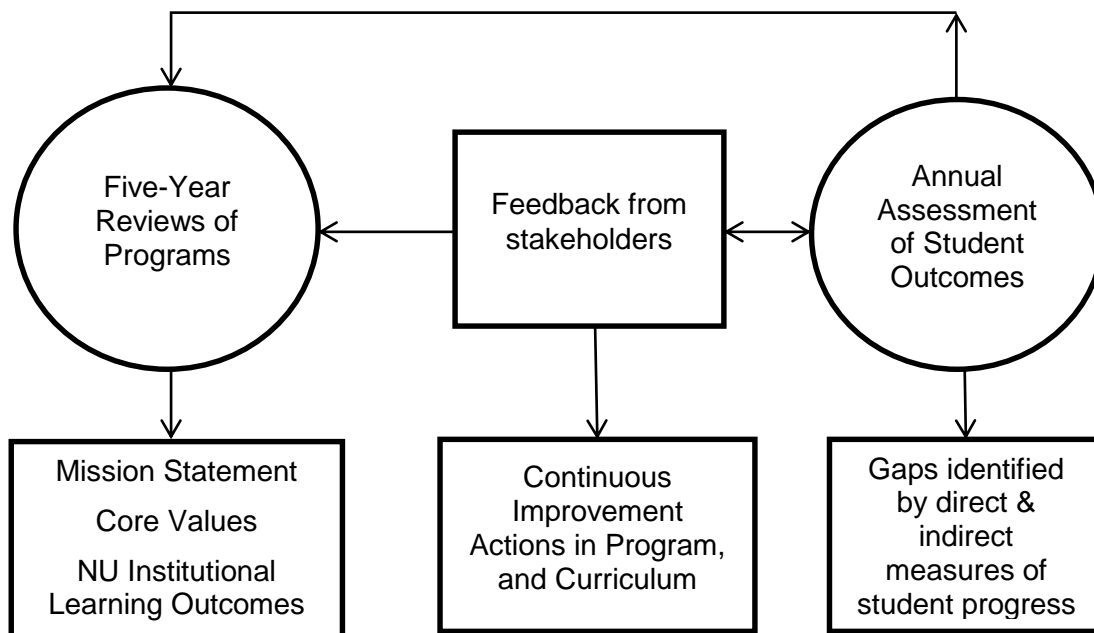 Five-Year
Reviews of
Programs
Feedback from
stakeholders
Annual
Assessment
of Student
Outcomes
Mission Statement
Core Values
NU Institutional
Learning Outcomes
Continuous
Improvement
Actions in Program,
and Curriculum
Gaps identified
by direct &
indirect
measures of
student progress